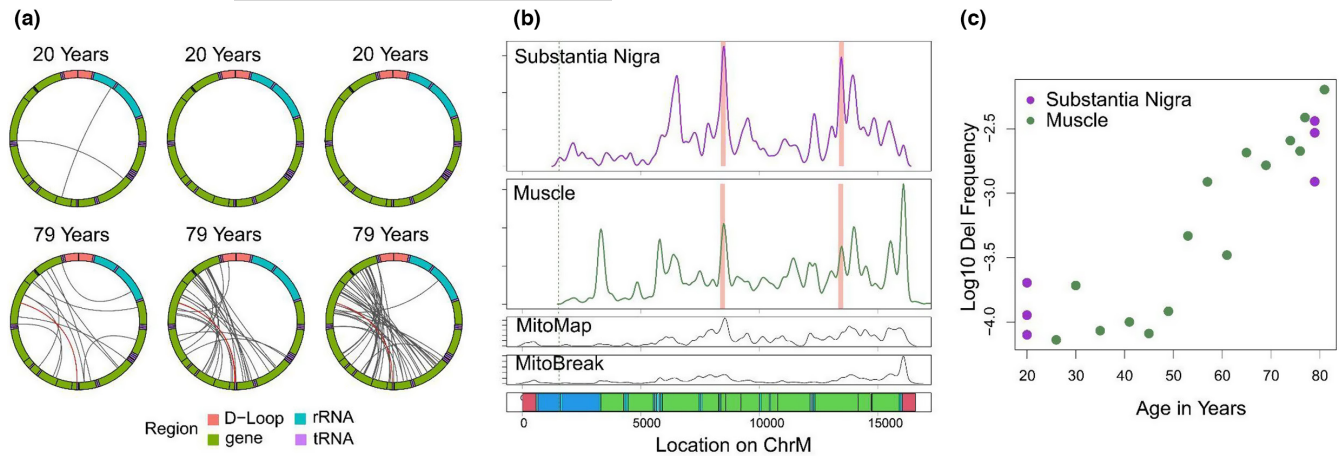 (a)
20 Years
20 Years
20 Years
79 Years
79 Years
79 Years
Region
D-Loop
rRNA
gene
tRNA
(b)
Substantia Nigra
Muscle
MitoMap
MitoBreak
0
5000
10000
15000
Location on ChrM
(c)
Substantia Nigra
Muscle
Log10 Del Frequency
-2.5
-3.0
-3.5
-4.0
20
30
40
50
60
70
80
Age in Years